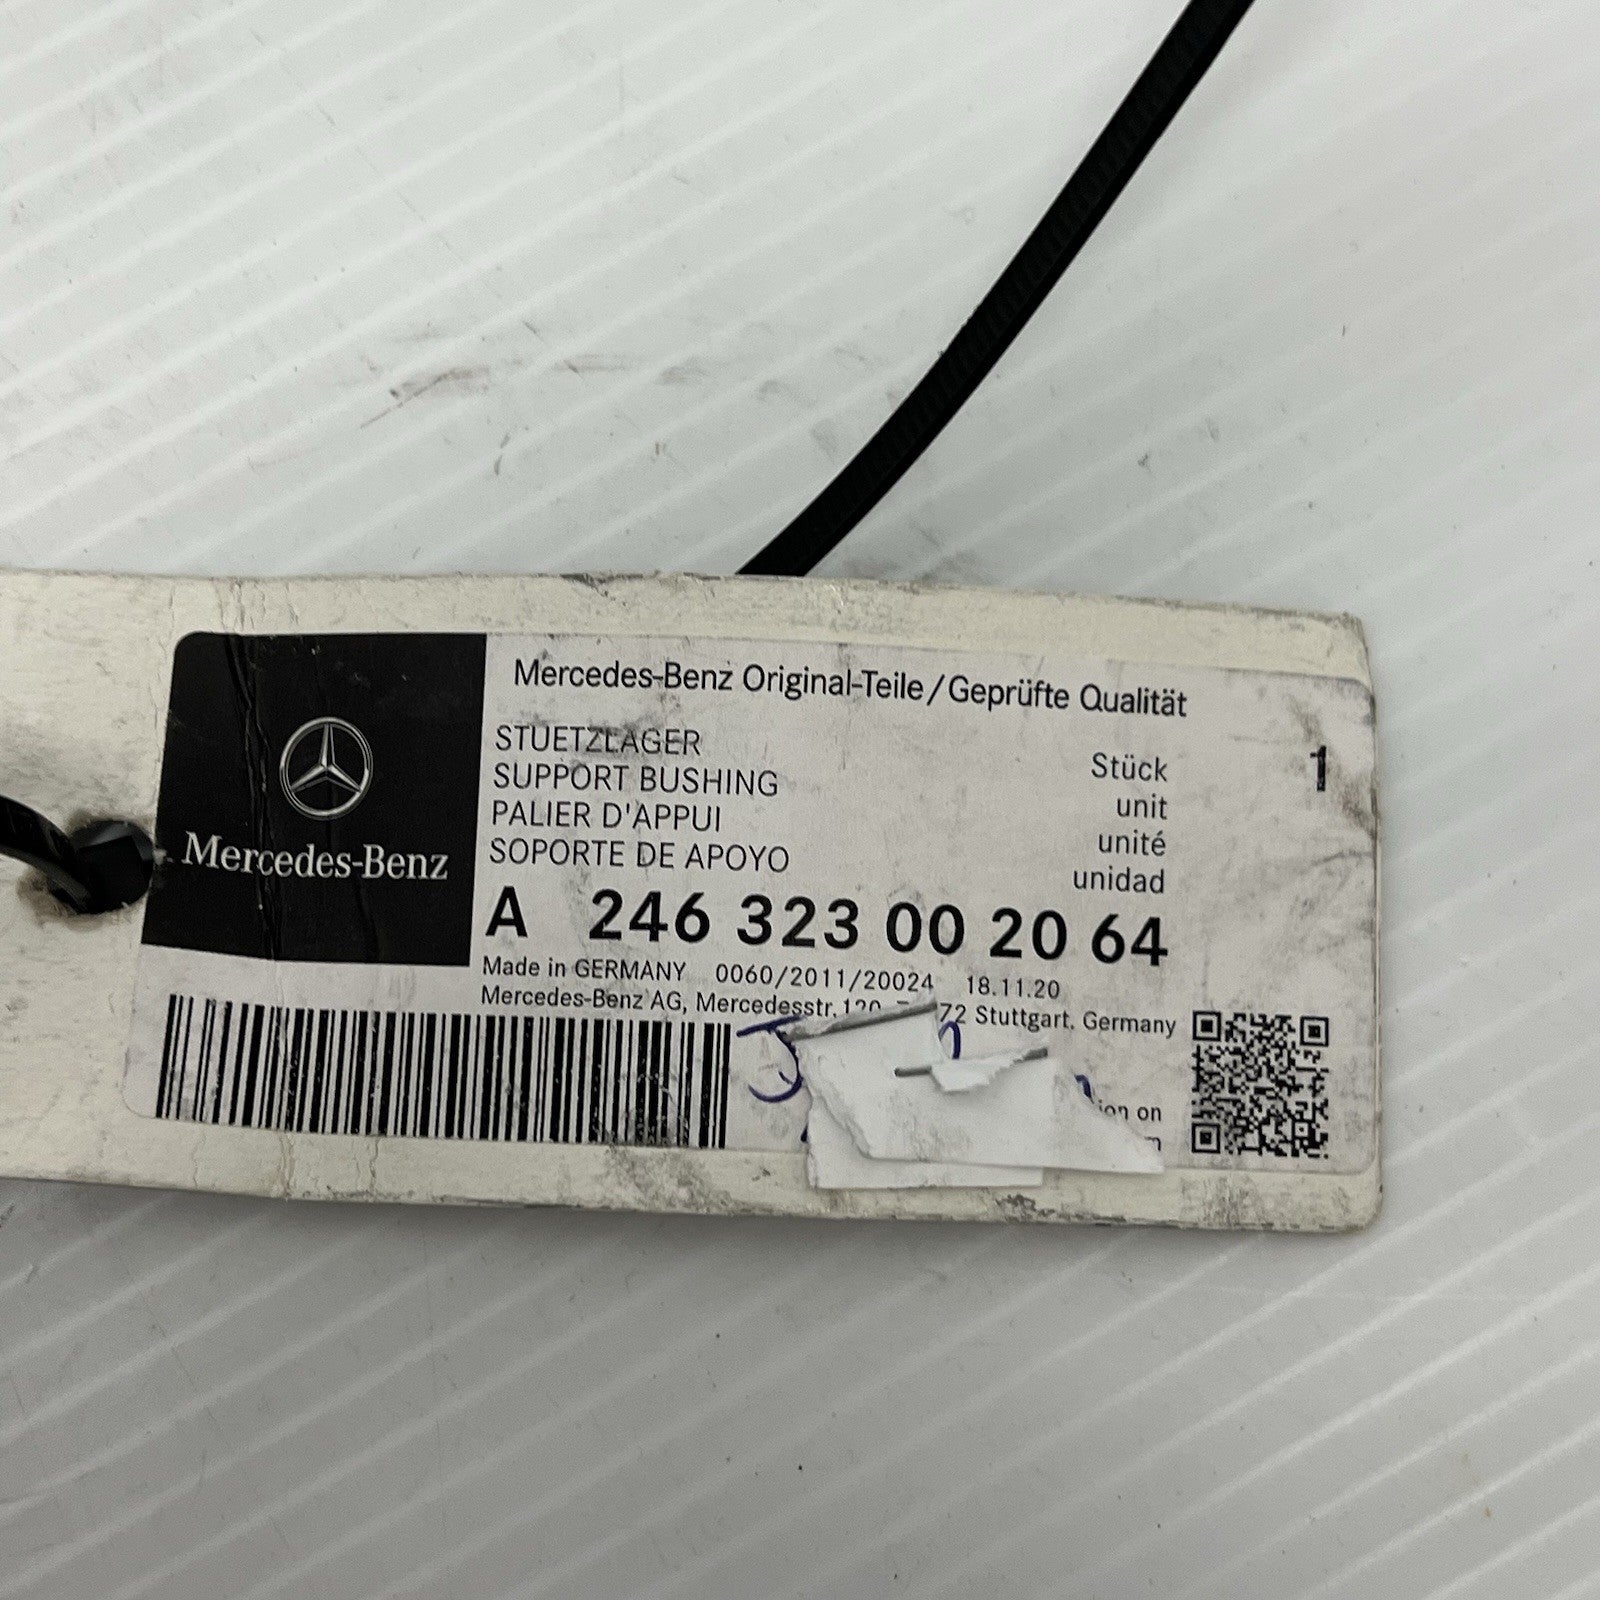 Mercedes-Benz
Mercedes-Benz Original-Teile/Geprüfte Qualität
STUETZLAGER
SUPPORT BUSHING
PALIER D'APPUI
SOPORTE DE APOYO
Stück 1
unit
unité
unidad
A 246 323 00 20 64
Made in GERMANY 0060/2011/20024 18.11.20
Mercedes-Benz AG, Mercedesstr. 72 Stuttgart, Germany
on